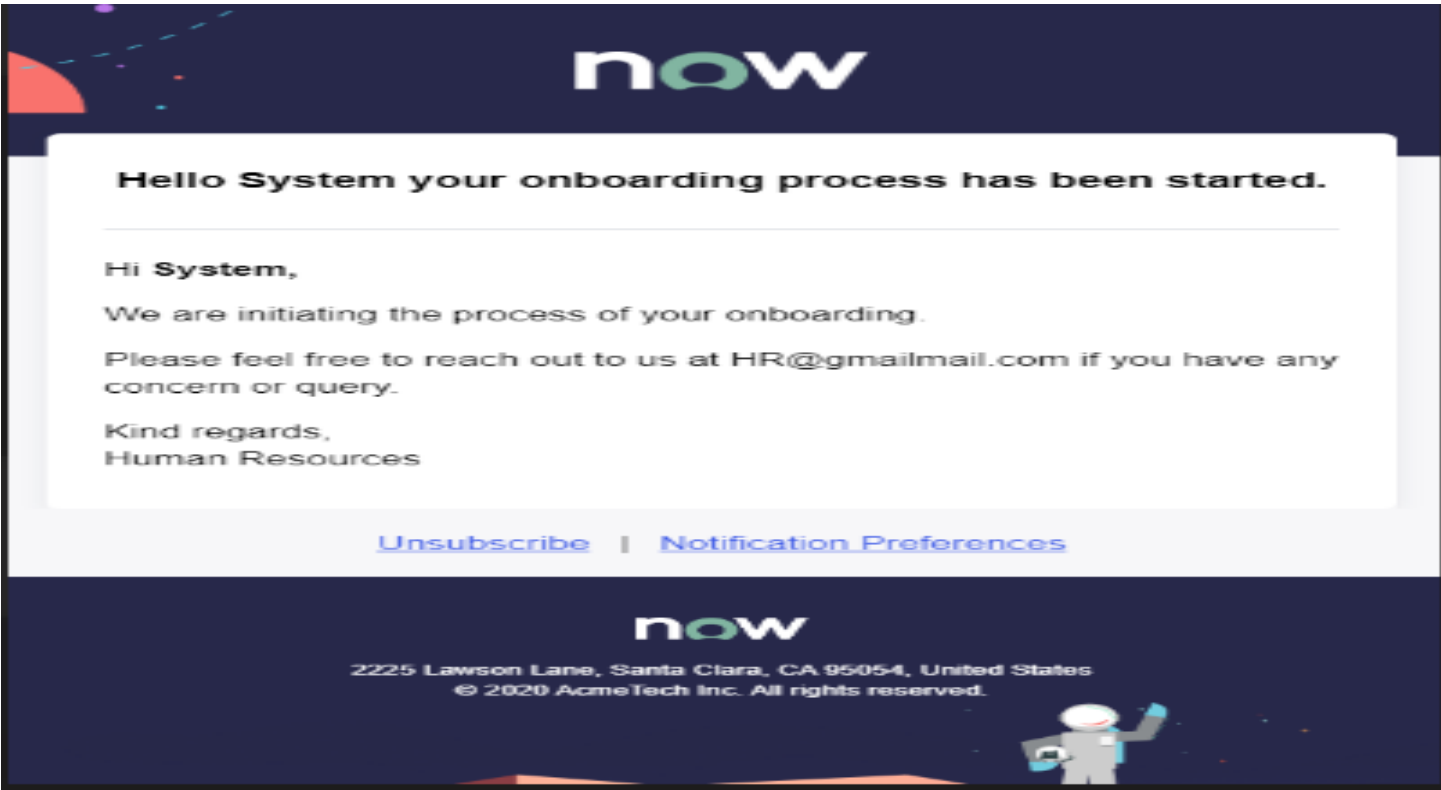 now
Hello System your onboarding process has been started.
Hi System,
We are initiating the process of your onboarding.
Please feel free to reach out to us at HR@gmailmail.com if you have any
concern or query.
Kind regards,
Human Resources
Unsubscribe | Notification Preferences
now
2225 Lawson Lane, Santa Clara, CA 95054, United States
© 2020 AcmeTech Inc. All rights reserved.